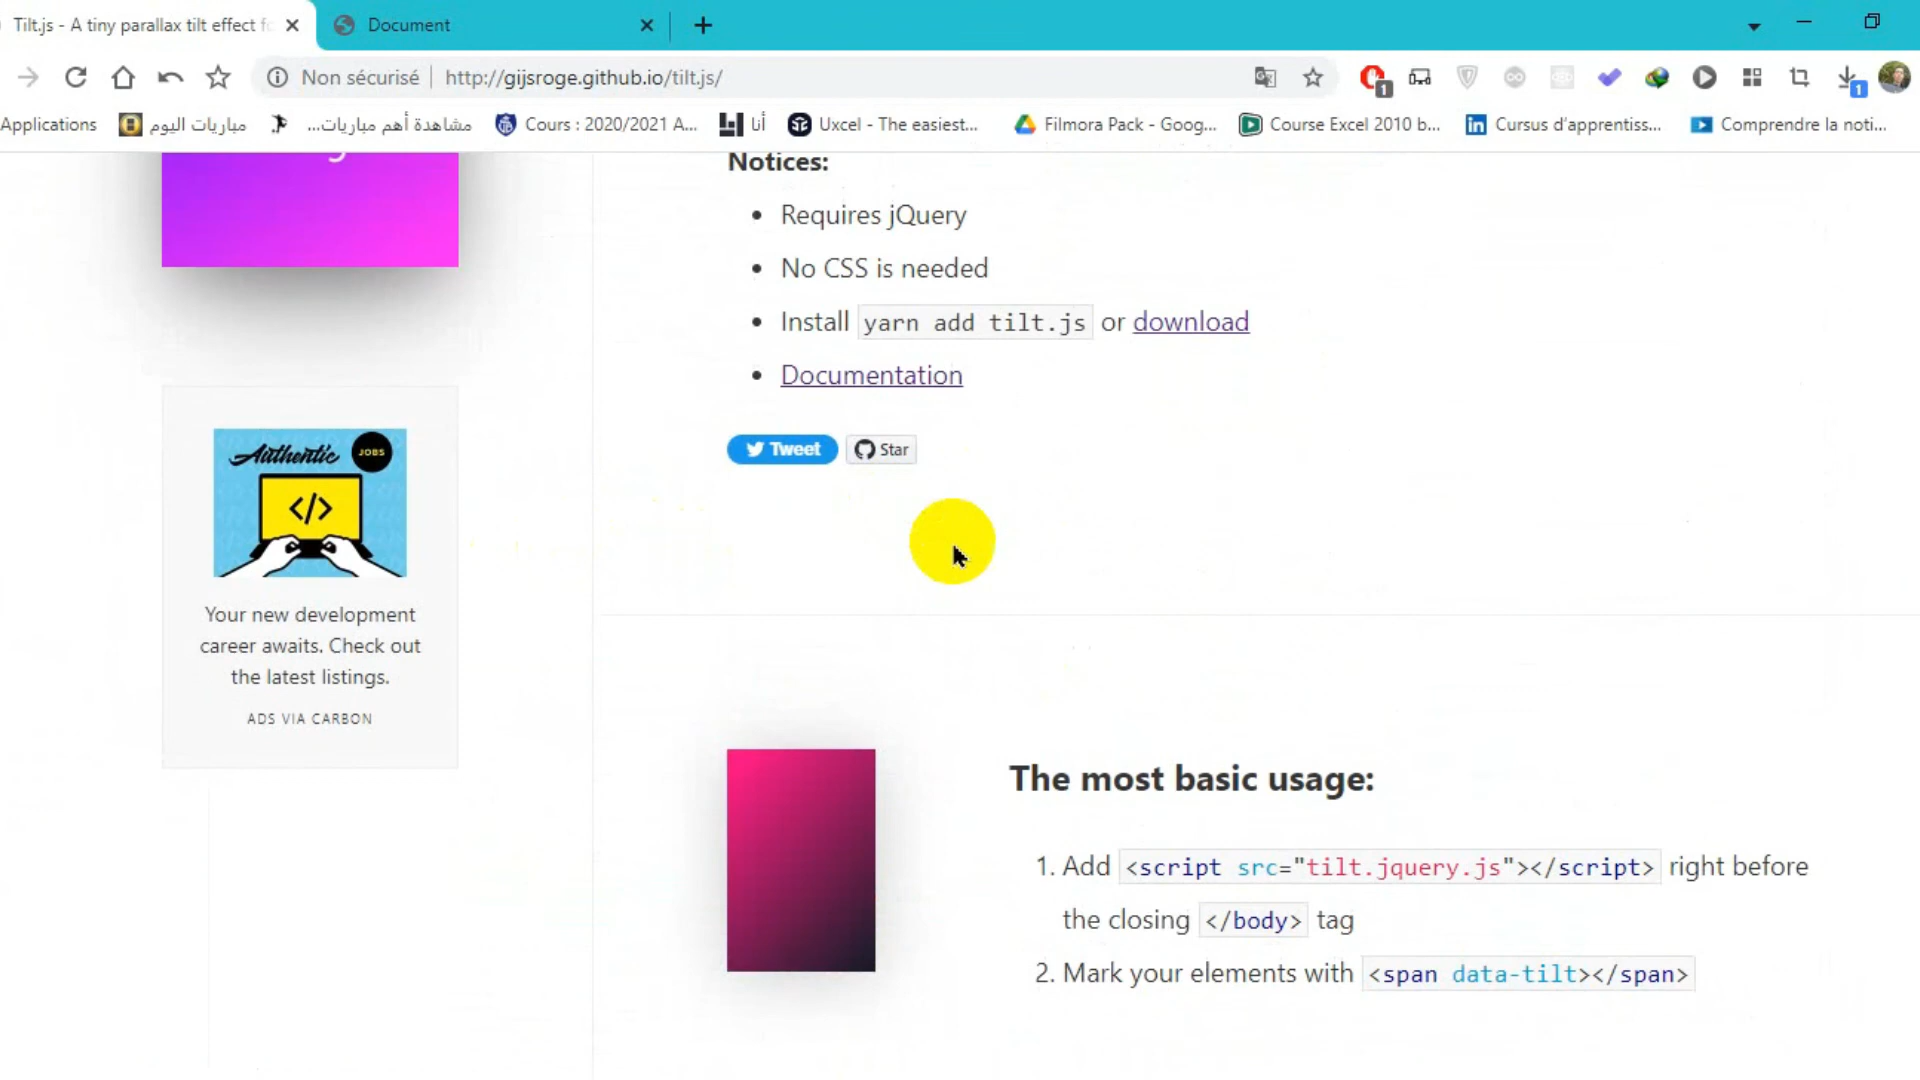 Tilt.js - A tiny parallax tilt effect fo
Document
Non sécurisé
http://gijsroge.github.io/tilt.js/
1
1
Applications
مباريات اليوم
مشاهدة أهم مباريات...
Cours : 2020/2021 A...
أنا
Uxcel - The easiest...
Filmora Pack - Goog...
Course Excel 2010 b...
Cursus d'apprentiss...
Comprendre la noti...
Notices:
Requires jQuery
No CSS is needed
Install yarn add tilt.js or download
Documentation
Tweet
Star
Authentic
JOBS
</>
Your new development
career awaits. Check out
the latest listings.
ADS VIA CARBON
The most basic usage:
1. Add <script src="tilt.jquery.js"></script> right before
the closing </body> tag
2. Mark your elements with <span data-tilt></span>